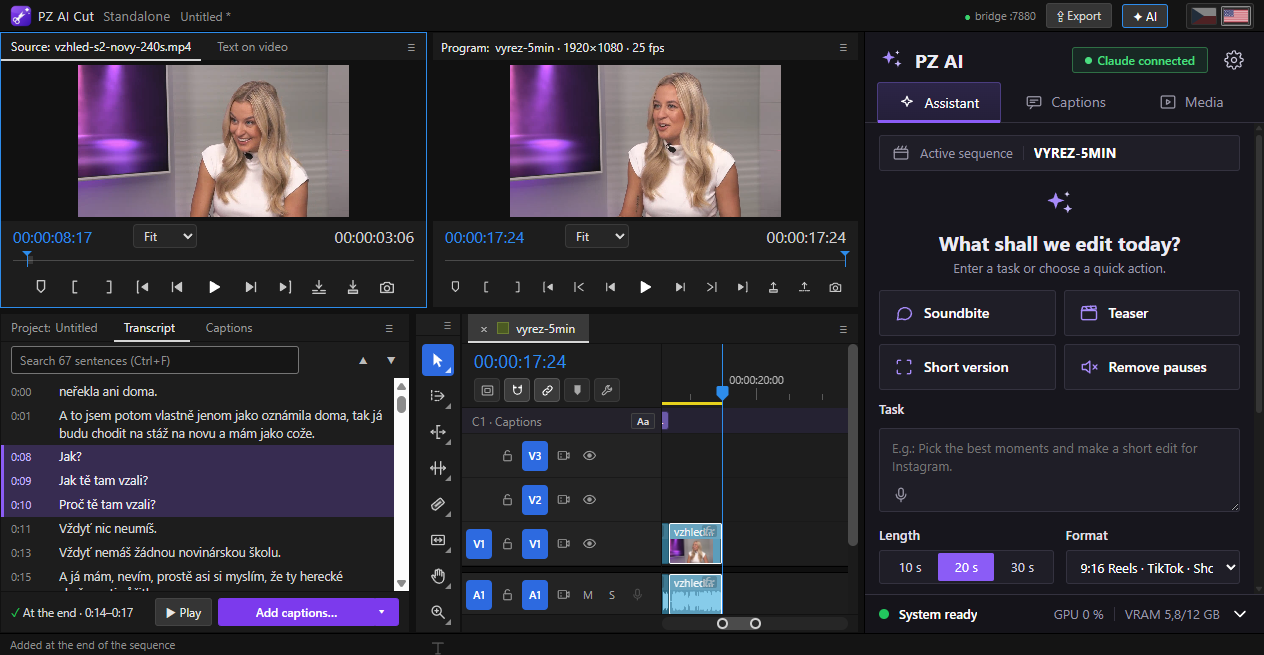 PZ AI Cut Standalone Untitled *
bridge :7880
Export
AI
Source: vzhled-s2-novy-240s.mp4
Text on video
00:00:08:17
Fit
00:00:03:06
Program: vyrez-5min · 1920×1080 · 25 fps
00:00:17:24
Fit
00:00:17:24
Project: Untitled
Transcript
Captions
Search 67 sentences (Ctrl+F)
0:00 neřekla ani doma.
0:01 A to jsem potom vlastně jenom jako oznámila doma, tak já
budu chodit na stáž na novu a mám jako cože.
0:08 Jak?
0:09 Jak tě tam vzali?
0:10 Proč tě tam vzali?
0:11 Vždyť nic neumíš.
0:13 Vždyť nemáš žádnou novinárskou školu.
0:15 A já mám, nevím, prostě asi si myslím, že ty herecké
✓ At the end · 0:14–0:17
Play
Add captions...
Added at the end of the sequence
vyrez-5min
00:00:17:24
00:00:20:00
C1 · Captions
Aa
V3
V2
V1 V1
vzhled
fx
A1 A1 M S
vzhled
fx
PZ AI
Claude connected
Assistant
Captions
Media
Active sequence
VYREZ-5MIN
What shall we edit today?
Enter a task or choose a quick action.
Soundbite
Teaser
Short version
Remove pauses
Task
E.g.: Pick the best moments and make a short edit for
Instagram.
Length
10 s
20 s
30 s
Format
9:16 Reels · TikTok · Sho
System ready
GPU 0 %
VRAM 5,8/12 GB